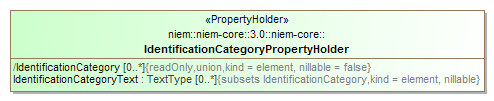 «PropertyHolder»
niem::niem-core::3.0::niem-core::
IdentificationCategoryPropertyHolder
/IdentificationCategory [0..*]{readOnly,union,kind = element, nillable = false}
IdentificationCategoryText : TextType [0..*]{subsets IdentificationCategory,kind = element, nillable}